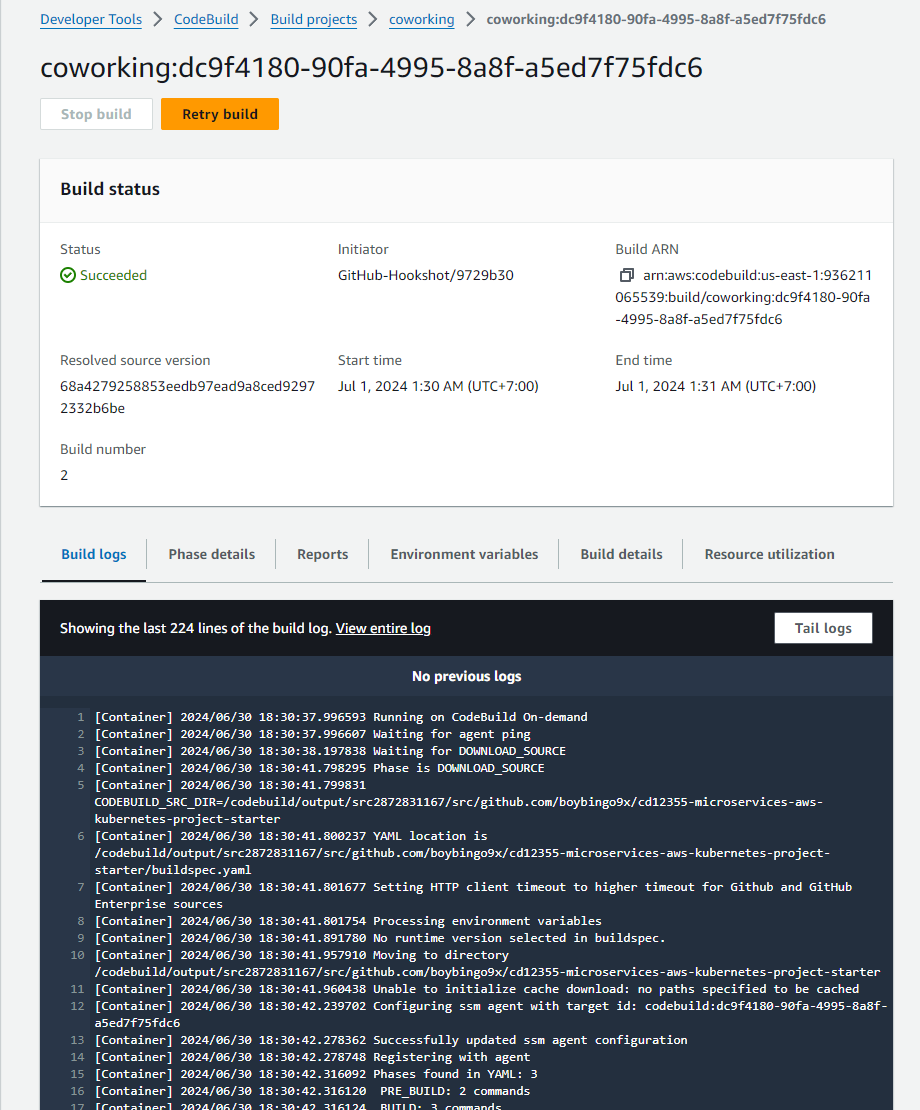 Developer Tools > CodeBuild > Build projects > coworking > coworking:dc9f4180-90fa-4995-8a8f-a5ed7f75fdc6
coworking:dc9f4180-90fa-4995-8a8f-a5ed7f75fdc6
Stop build Retry build
Build status
Status Initiator Build ARN
Succeeded GitHub-Hookshot/9729b30 arn:aws:codebuild:us-east-1:936211
065539:build/coworking:dc9f4180-90fa
-4995-8a8f-a5ed7f75fdc6
Resolved source version Start time End time
68a4279258853eedb97ead9a8ced9297 Jul 1, 2024 1:30 AM (UTC+7:00) Jul 1, 2024 1:31 AM (UTC+7:00)
2332b6be
Build number
2
Build logs Phase details Reports Environment variables Build details Resource utilization
Showing the last 224 lines of the build log. View entire log Tail logs
No previous logs
1 [Container] 2024/06/30 18:30:37.996593 Running on CodeBuild On-demand
2 [Container] 2024/06/30 18:30:37.996607 Waiting for agent ping
3 [Container] 2024/06/30 18:30:38.197838 Waiting for DOWNLOAD_SOURCE
4 [Container] 2024/06/30 18:30:41.798295 Phase is DOWNLOAD_SOURCE
5 [Container] 2024/06/30 18:30:41.799831
CODEBUILD_SRC_DIR=/codebuild/output/src2872831167/src/github.com/boybingo9x/cd12355-microservices-aws-
kubernetes-project-starter
6 [Container] 2024/06/30 18:30:41.800237 YAML location is
/codebuild/output/src2872831167/src/github.com/boybingo9x/cd12355-microservices-aws-kubernetes-project-
starter/buildspec.yaml
7 [Container] 2024/06/30 18:30:41.801677 Setting HTTP client timeout to higher timeout for Github and GitHub
Enterprise sources
8 [Container] 2024/06/30 18:30:41.801754 Processing environment variables
9 [Container] 2024/06/30 18:30:41.891780 No runtime version selected in buildspec.
10 [Container] 2024/06/30 18:30:41.957910 Moving to directory
/codebuild/output/src2872831167/src/github.com/boybingo9x/cd12355-microservices-aws-kubernetes-project-starter
11 [Container] 2024/06/30 18:30:41.960438 Unable to initialize cache download: no paths specified to be cached
12 [Container] 2024/06/30 18:30:42.239702 Configuring ssm agent with target id: codebuild:dc9f4180-90fa-4995-8a8f-
a5ed7f75fdc6
13 [Container] 2024/06/30 18:30:42.278362 Successfully updated ssm agent configuration
14 [Container] 2024/06/30 18:30:42.278748 Registering with agent
15 [Container] 2024/06/30 18:30:42.316092 Phases found in YAML: 3
16 [Container] 2024/06/30 18:30:42.316120 PRE_BUILD: 2 commands
17 [Container] 2024/06/30 18:30:42.316124 BUILD: 3 commands